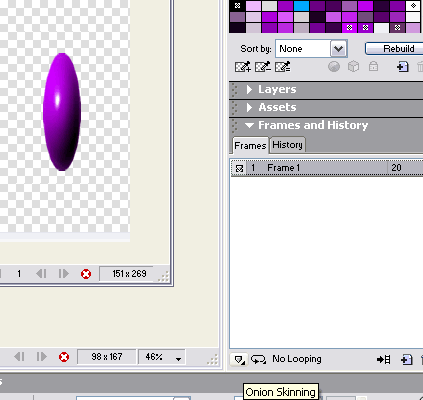 Sort by: None Rebuild
Layers
Assets
Frames and History
Frames History
1 Frame 1 20
1 151 x 269
98 x 167 46% No Looping
Onion Skinning